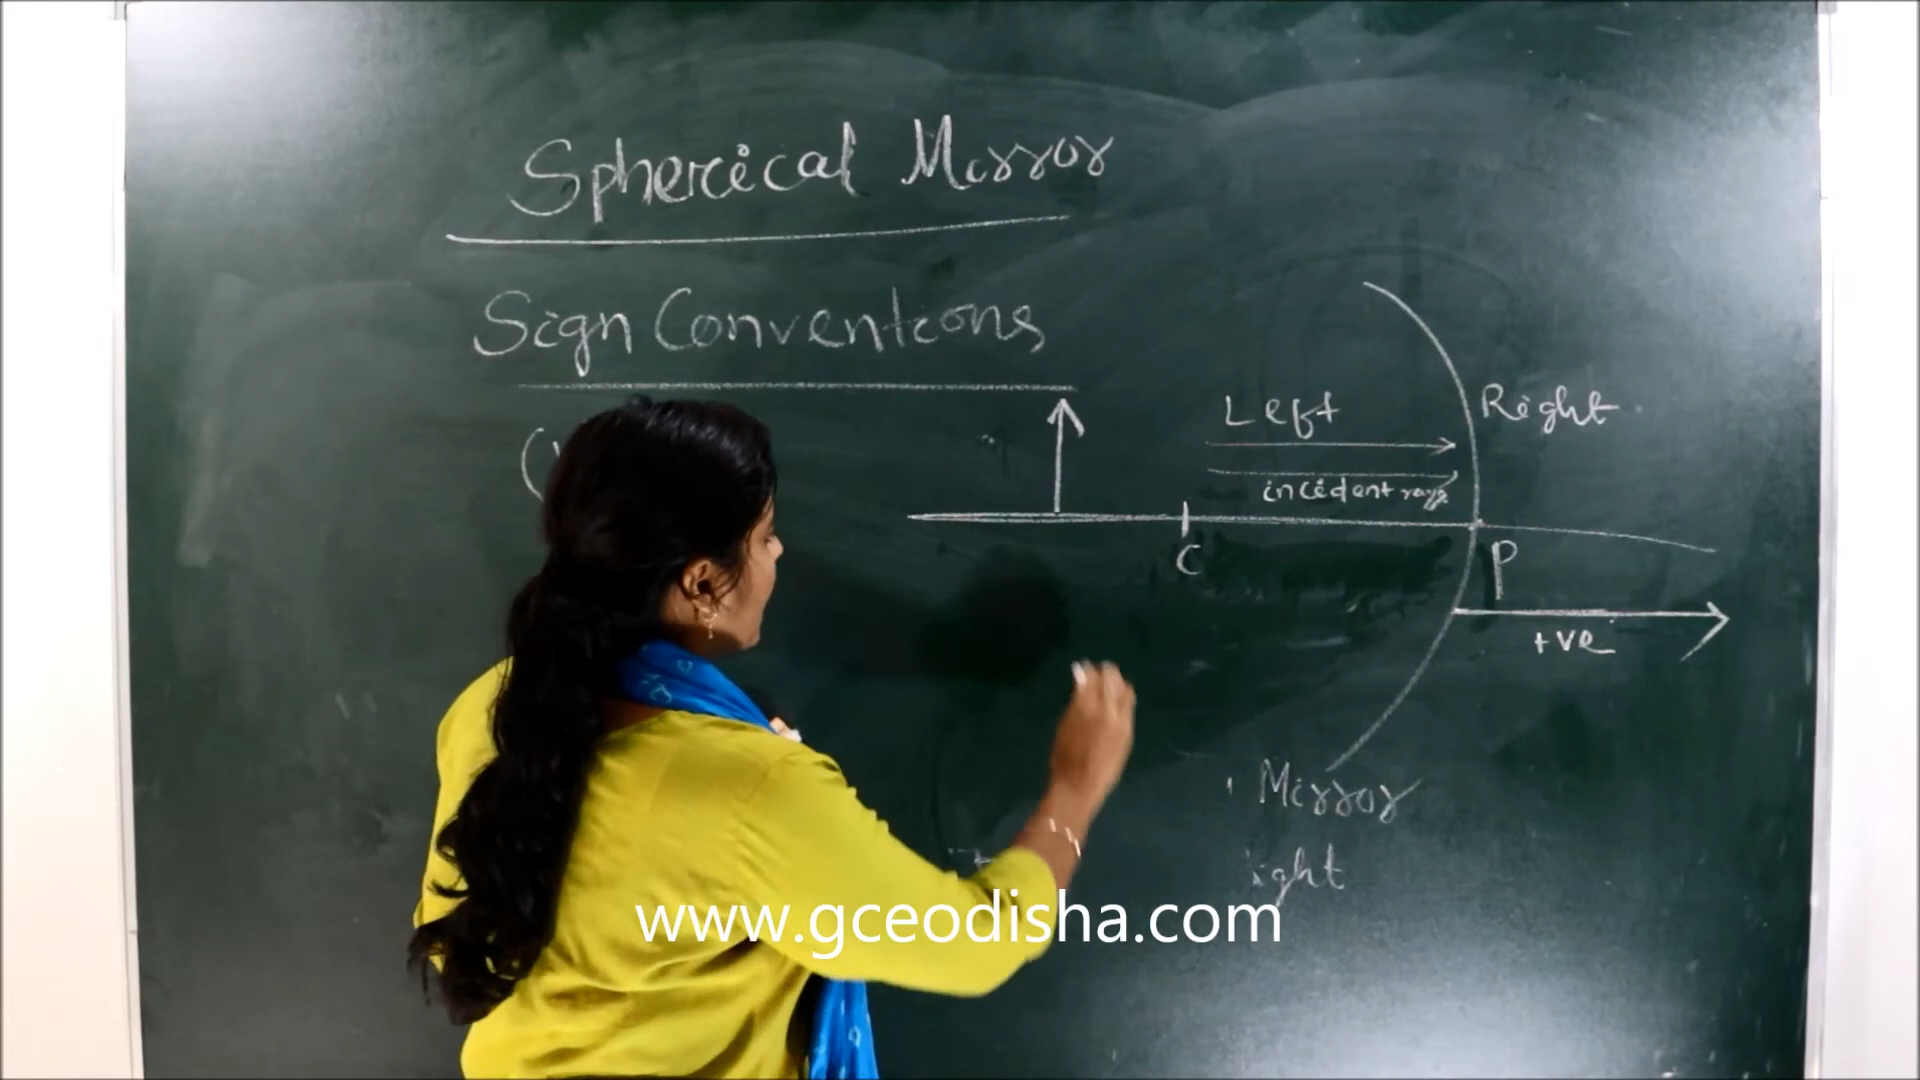 Spherical Mirror
Sign Conventions
Left
Right
incident rays
C
P
+ve
Mirror
www.gceodisha.com